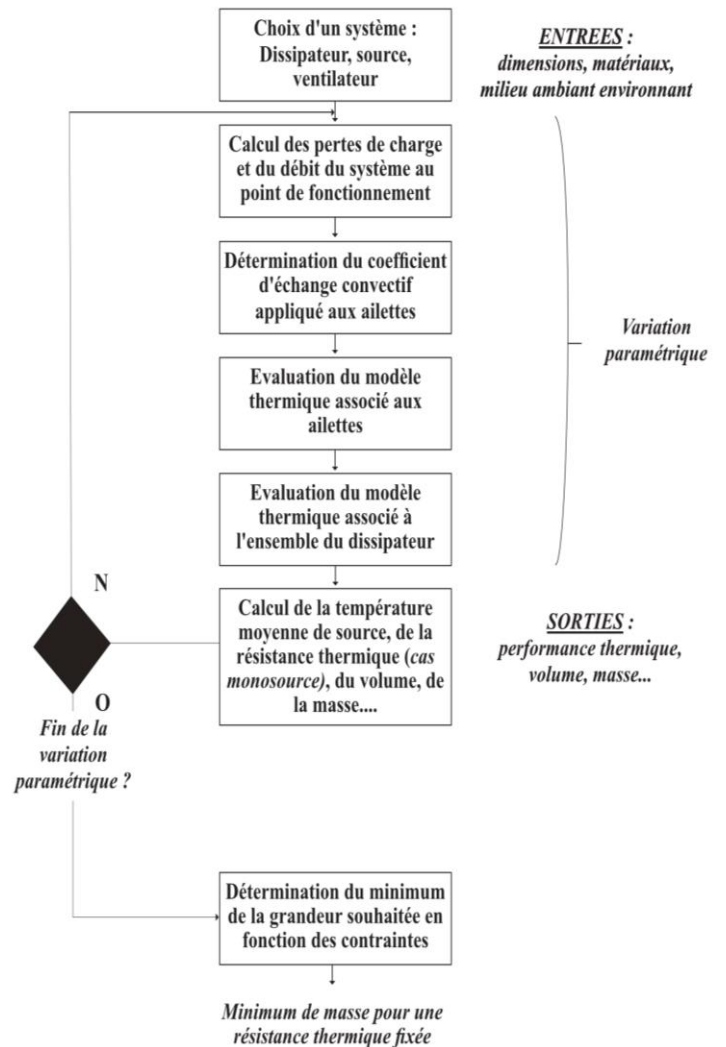 Choix d'un système :
Dissipateur, source,
ventilateur
ENTREES :
dimensions, matériaux,
milieu ambiant environnant
Calcul des pertes de charge
et du débit du système au
point de fonctionnement
Détermination du coefficient
d'échange convectif
appliqué aux ailettes
Variation
paramétrique
Evaluation du modèle
thermique associé aux
ailettes
Evaluation du modèle
thermique associé à
l'ensemble du dissipateur
N
Calcul de la température
moyenne de source, de la
résistance thermique (cas
monosource), du volume, de
la masse....
SORTIES :
performance thermique,
volume, masse...
O
Fin de la
variation
paramétrique ?
Détermination du minimum
de la grandeur souhaitée en
fonction des contraintes
Minimum de masse pour une
résistance thermique fixée